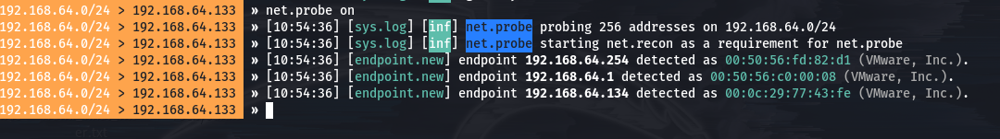 192.168.64.0/24 > 192.168.64.133 » net.probe on
192.168.64.0/24 > 192.168.64.133 » [10:54:36] [sys.log] [inf] net.probe probing 256 addresses on 192.168.64.0/24
192.168.64.0/24 > 192.168.64.133 » [10:54:36] [sys.log] [inf] net.probe starting net.recon as a requirement for net.probe
192.168.64.0/24 > 192.168.64.133 » [10:54:36] [endpoint.new] endpoint 192.168.64.254 detected as 00:50:56:fd:82:d1 (VMware, Inc.).
192.168.64.0/24 > 192.168.64.133 » [10:54:36] [endpoint.new] endpoint 192.168.64.1 detected as 00:50:56:c0:00:08 (VMware, Inc.).
192.168.64.0/24 > 192.168.64.133 » [10:54:36] [endpoint.new] endpoint 192.168.64.134 detected as 00:0c:29:77:43:fe (VMware, Inc.).
192.168.64.0/24 > 192.168.64.133 »